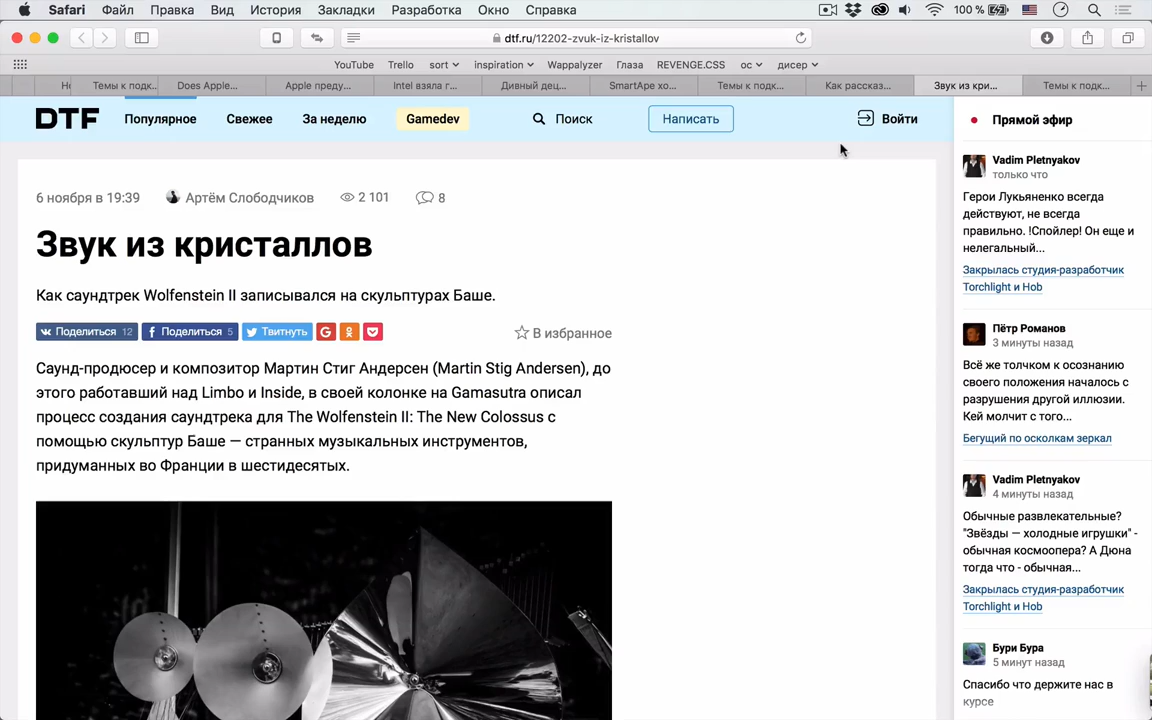 Safari Файл Правка Вид История Закладки Разработка Окно Справка 100 %
dtf.ru/12202-zvuk-iz-kristallov
YouTube Trello sort inspiration Wappalyzer Глаза REVENGE.CSS ос дисер
Темы к подк... Does Apple... Apple преду... Intel взяла г... Дивный дец... SmartApe хо... Темы к подк... Как расскаz... Звук из кри... Темы к подк...
DTF Популярное Свежее За неделю Gamedev Поиск Написать Войти
6 ноября в 19:39 Артём Слободчиков 2 101 8
Звук из кристаллов
Как саундтрек Wolfenstein II записывался на скульптурах Баше.
Поделиться 12 Поделиться 5 Твитнуть G В избранное
Саунд-продюсер и композитор Мартин Стиг Андерсен (Martin Stig Andersen), до
этого работавший над Limbo и Inside, в своей колонке на Gamasutra описал
процесс создания саундтрека для The Wolfenstein II: The New Colossus с
помощью скульптур Баше — странных музыкальных инструментов,
придуманных во Франции в шестидесятых.
Прямой эфир
Vadim Pletnyakov
только что
Герои Лукьяненко всегда
действуют, не всегда
правильно. !Спойлер! Он еще и
нелегальный...
Закрылась студия-разработчик
Torchlight и Hob
Пётр Романов
3 минуты назад
Всё же толчком к осознанию
своего положения началось с
разрушения другой иллюзии.
Кей молчит с того...
Бегущий по осколкам зеркал
Vadim Pletnyakov
4 минуты назад
Обычные развлекательные?
"Звёзды — холодные игрушки" -
обычная космоопера? А Дюна
тогда что - обычная...
Закрылась студия-разработчик
Torchlight и Hob
Бури Бура
5 минут назад
Спасибо что держите нас в
курсе